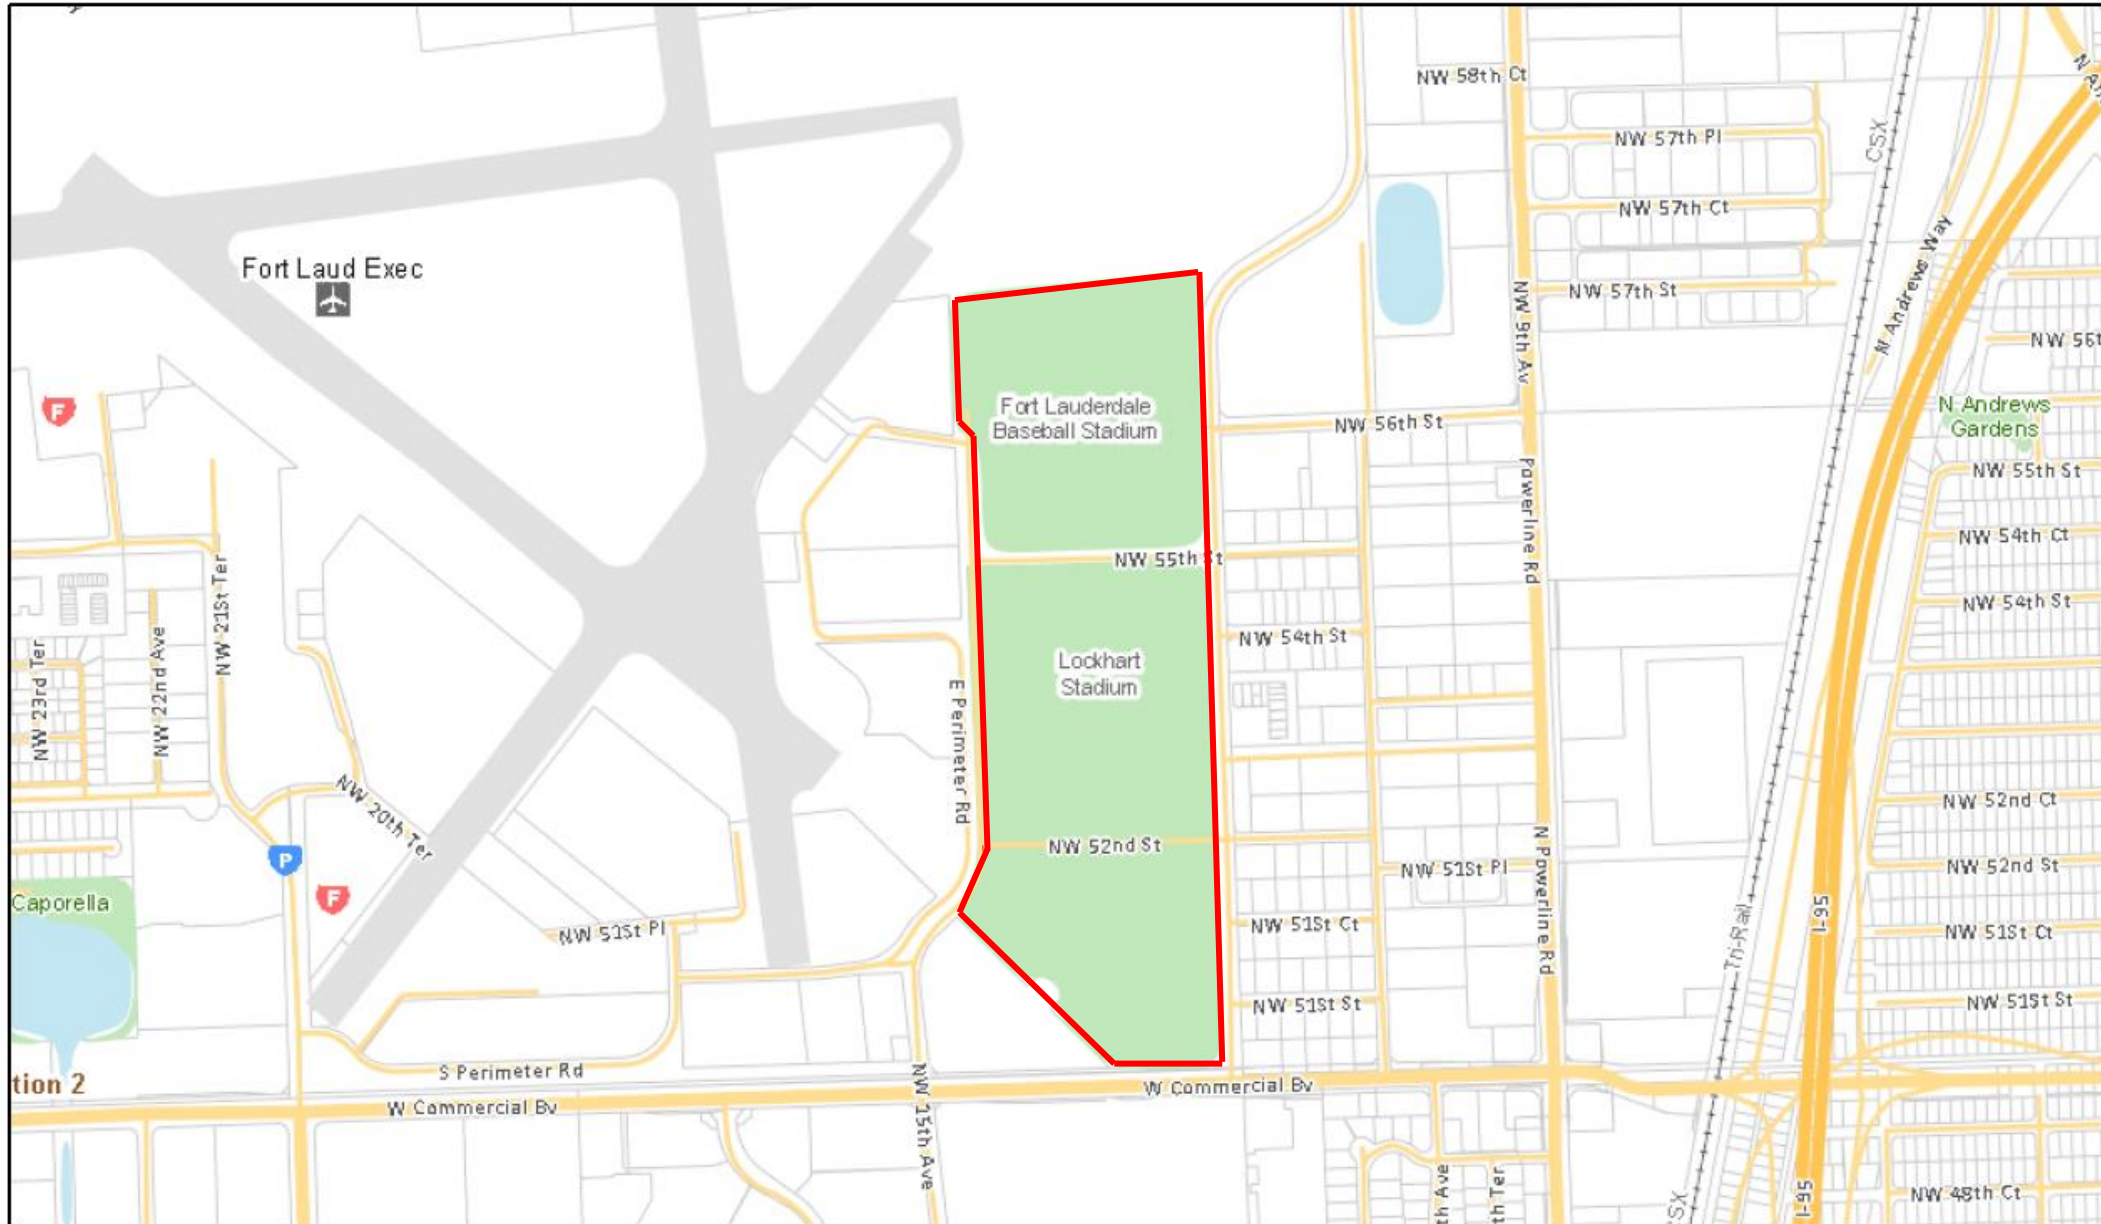 NW 58th Ct
CSX
NW 57th Pl
NW 57th Ct
N Andrews Way
Fort Laud Exec
NW 57th St
NW 9th Av
NW 56t
F
Fort Lauderdale
Baseball Stadium
NW 56th St
N Andrews
Gardens
NW 55th St
Powerline Rd
NW 54th Ct
NW 55th St
NW 21St Ter
NW 54th St
NW 54th St
NW 23rd Ter
NW 22nd Ave
Lockhart
Stadium
E Perimeter Rd
NW 20th Ter
NW 52nd Ct
NW 52nd St
P
NW 51St Pl
N Powerline Rd
NW 52nd St
F
Caporella
NW 51St Pl
NW 51St Ct
I-95
NW 51St Ct
Tri-Rail
NW 51St St
NW 51St St
S Perimeter Rd
tion 2
W Commercial Bv
W Commercial Bv
NW 15th Ave
th Ave
th Ter
CSX
I-95
NW 48th Ct